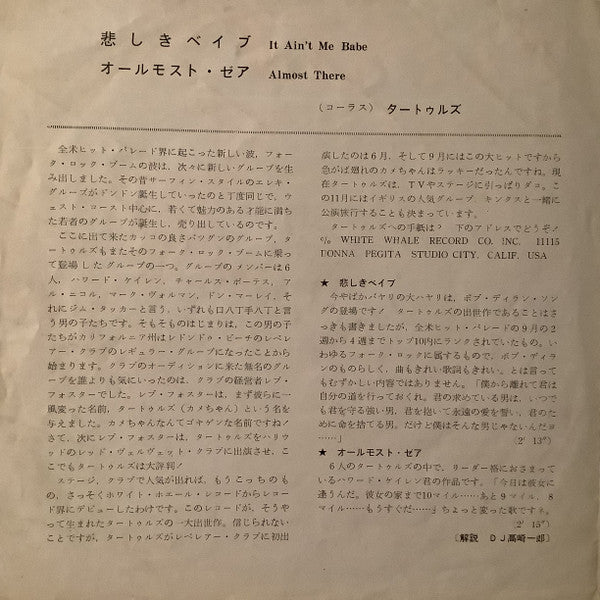 悲しきベイブ It Ain't Me Babe
オールモスト・ゼア Almost There
（コーラス） タートゥルズ
全米ヒット・パレード界に起こった新しい波，フォー
ク・ロック・ブームの波は，次々に新しいグループを生
み出しました。その昔サーフィン・スタイルのエレキ・
グループがドンドン誕生していったのと丁度同じで，ウ
ェスト・コースト中心に，若くて魅力のある才能に満ち
た若者のグループが誕生し，売り出しているのです。
ここに出て来たカッコの良さバツグンのグループ，タ
ートゥルズもまたそのフォーク・ロック・ブームに乗っ
て登場したグループの一つ。グループのメンバーは6
人，ハワード・ケイレン，チャールス・ポーテス，ア
ル・ニコル，マーク・ヴォルマン，ドン・マーレイ，そ
れにジム・タッカーと言う，いずれも口八丁手八丁と言
う男の子たちです。そもそものはじまりは，この男の子
たちがカリフォルニア州はレドンドゥ・ビーチのレベレ
アー・クラブのレギュラー・グループになったことから
始まります。クラブのオーディションに来た無名のグル
ープを誰よりも気にいったのは，クラブの経営者レブ・
フォスターでした。レブ・フォスターは，まず彼らに一
風変った名前，タートゥルズ（カメちゃん）という名を
与えました。カメちゃんなんてゴキゲンな名前ですね！
さて，次にレブ・フォスターは，タートゥルズをハリウ
ッドのレッド・ヴェルヴェット・クラブに出演させ，こ
こでもタートゥルズは大評判！
ステージ，クラブで人気が出れば，もうこっちのも
の，さっそくホワイト・ホエール・レコードからレコー
ド界にデビューしたわけです。このレコードが，そうや
って生まれたタートゥルズの一大出世作。信じられない
ことですが，タートゥルズがレベレアー・クラブに初出
演したのは6月，そして9月にはこの大ヒットですから
急がば廻れのカメちゃんはラッキーだったんですね。現
在タートゥルズは，TVやステージに引っぱりダコ。こ
の11月にはイギリスの人気グループ，キンクスと一緒に
公演旅行することも決まっています。
タートゥルズへの手紙は？ 下のアドレスでどうぞ！
c/o WHITE WHALE RECORD CO. INC. 11115
DONNA PEGITA STUDIO CITY. CALIF. USA
★ 悲しきベイブ
今やばかバヤリの大ハヤリは，ボブ・ディラン・ソン
グの登場です！ タートゥルズの出世作であることはさ
っきも書きましたが，全米ヒット・パレードの9月の2
週から4週までトップ10内にランクされていたもの。い
わゆるフォーク・ロックに属するもので，ボブ・ディラ
ンのものらしく，曲もきれい歌詞もきれい。とは言って
もむずかしい内容ではありません。「僕から離れて君は
自分の道を行っておくれ。君の求めている男は，いつで
も君を守る強い男，君を抱いて永遠の愛を誓い，君のた
めに命を捨てる男。だけど僕はそんな男じゃないんだヨ
……」 （2′13″）
★ オールモスト・ゼア
6人のタートゥルズの中で，リーダー格におさまって
いるハワード・ケイレン君の作品です。「今日は彼女に
逢うんだ。彼女の家まで10マイル……あと9マイル，8
マイル……もうすぐだ……」ちょっと変った歌ですネ。
（2′15″）
〔解説 DJ高崎一郎〕